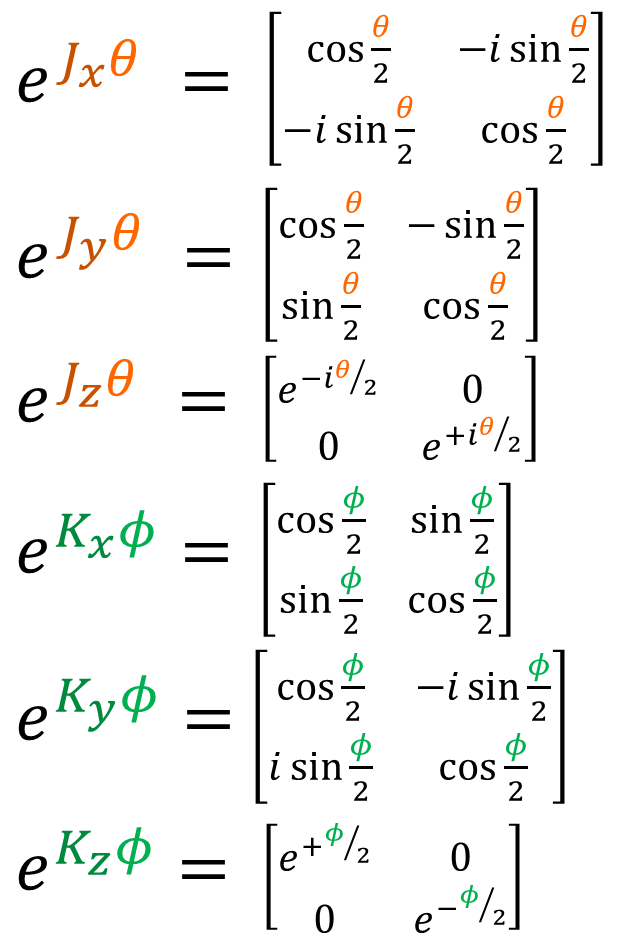 e^{J_x θ} = [ cos θ/2   −i sin θ/2
−i sin θ/2   cos θ/2 ]
e^{J_y θ} = [ cos θ/2   − sin θ/2
sin θ/2   cos θ/2 ]
e^{J_z θ} = [ e^{−iθ/2}   0
0   e^{+iθ/2} ]
e^{K_x ϕ} = [ cos ϕ/2   sin ϕ/2
sin ϕ/2   cos ϕ/2 ]
e^{K_y ϕ} = [ cos ϕ/2   −i sin ϕ/2
i sin ϕ/2   cos ϕ/2 ]
e^{K_z ϕ} = [ e^{+ϕ/2}   0
0   e^{−ϕ/2} ]